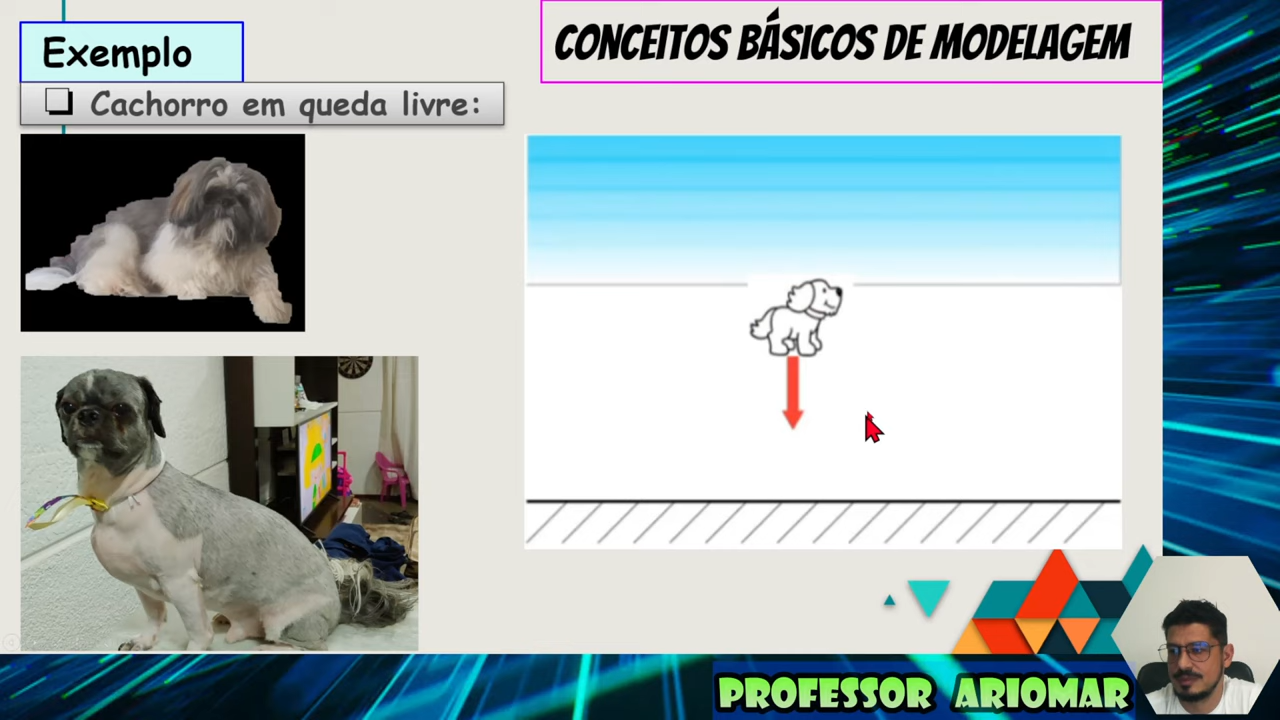 Exemplo
CONCEITOS BÁSICOS DE MODELAGEM
❑ Cachorro em queda livre:
PROFESSOR ARIOMAR